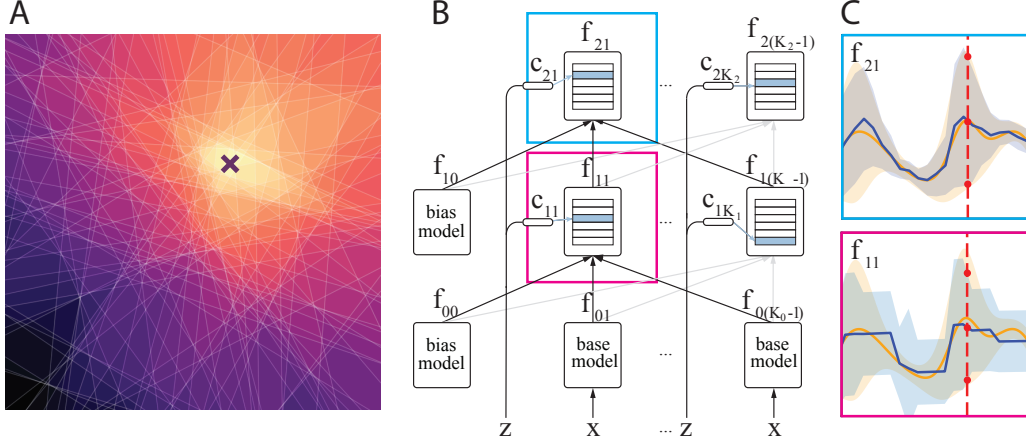 A
B
C
f21
f2(K2-1)
c21
...
c2K2
f10
bias
model
f11
f1(K -1)
c11
...
c1K1
f00
bias
model
f01
base
model
...
f0(K0-1)
base
model
z
x
...
z
x
f21
f11